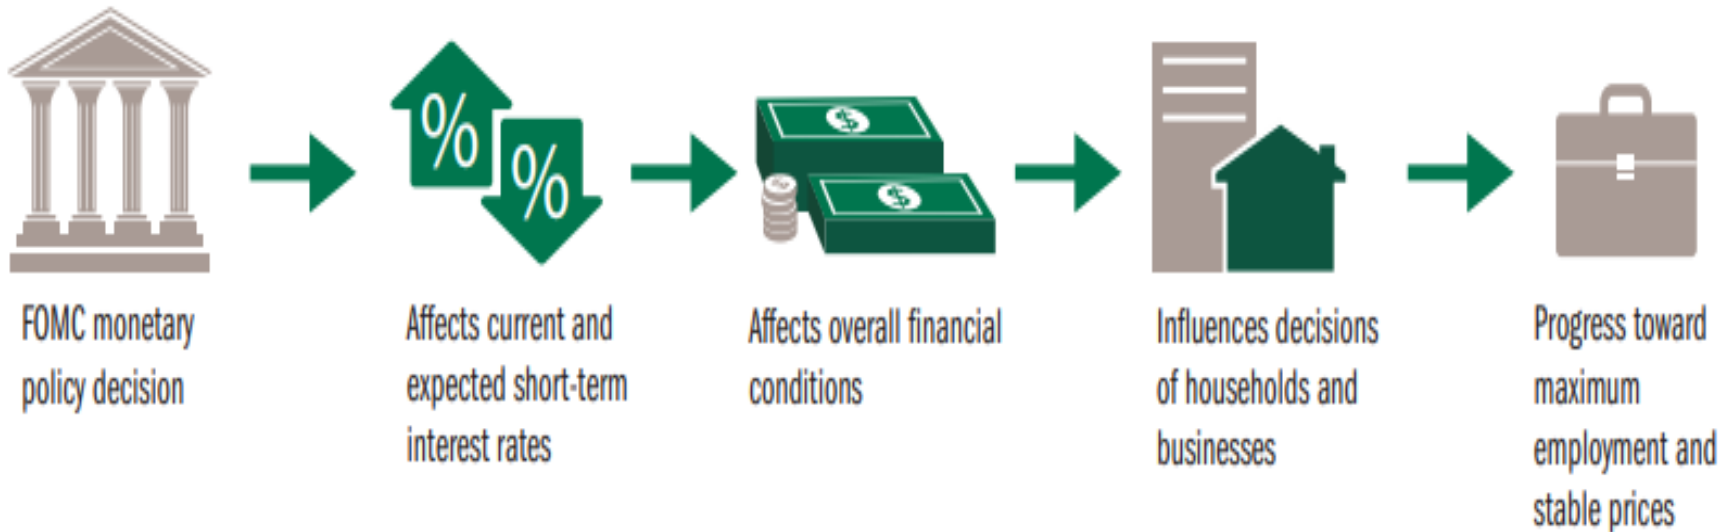 %
%
$
$
FOMC monetary
policy decision
Affects current and
expected short-term
interest rates
Affects overall financial
conditions
Influences decisions
of households and
businesses
Progress toward
maximum
employment and
stable prices